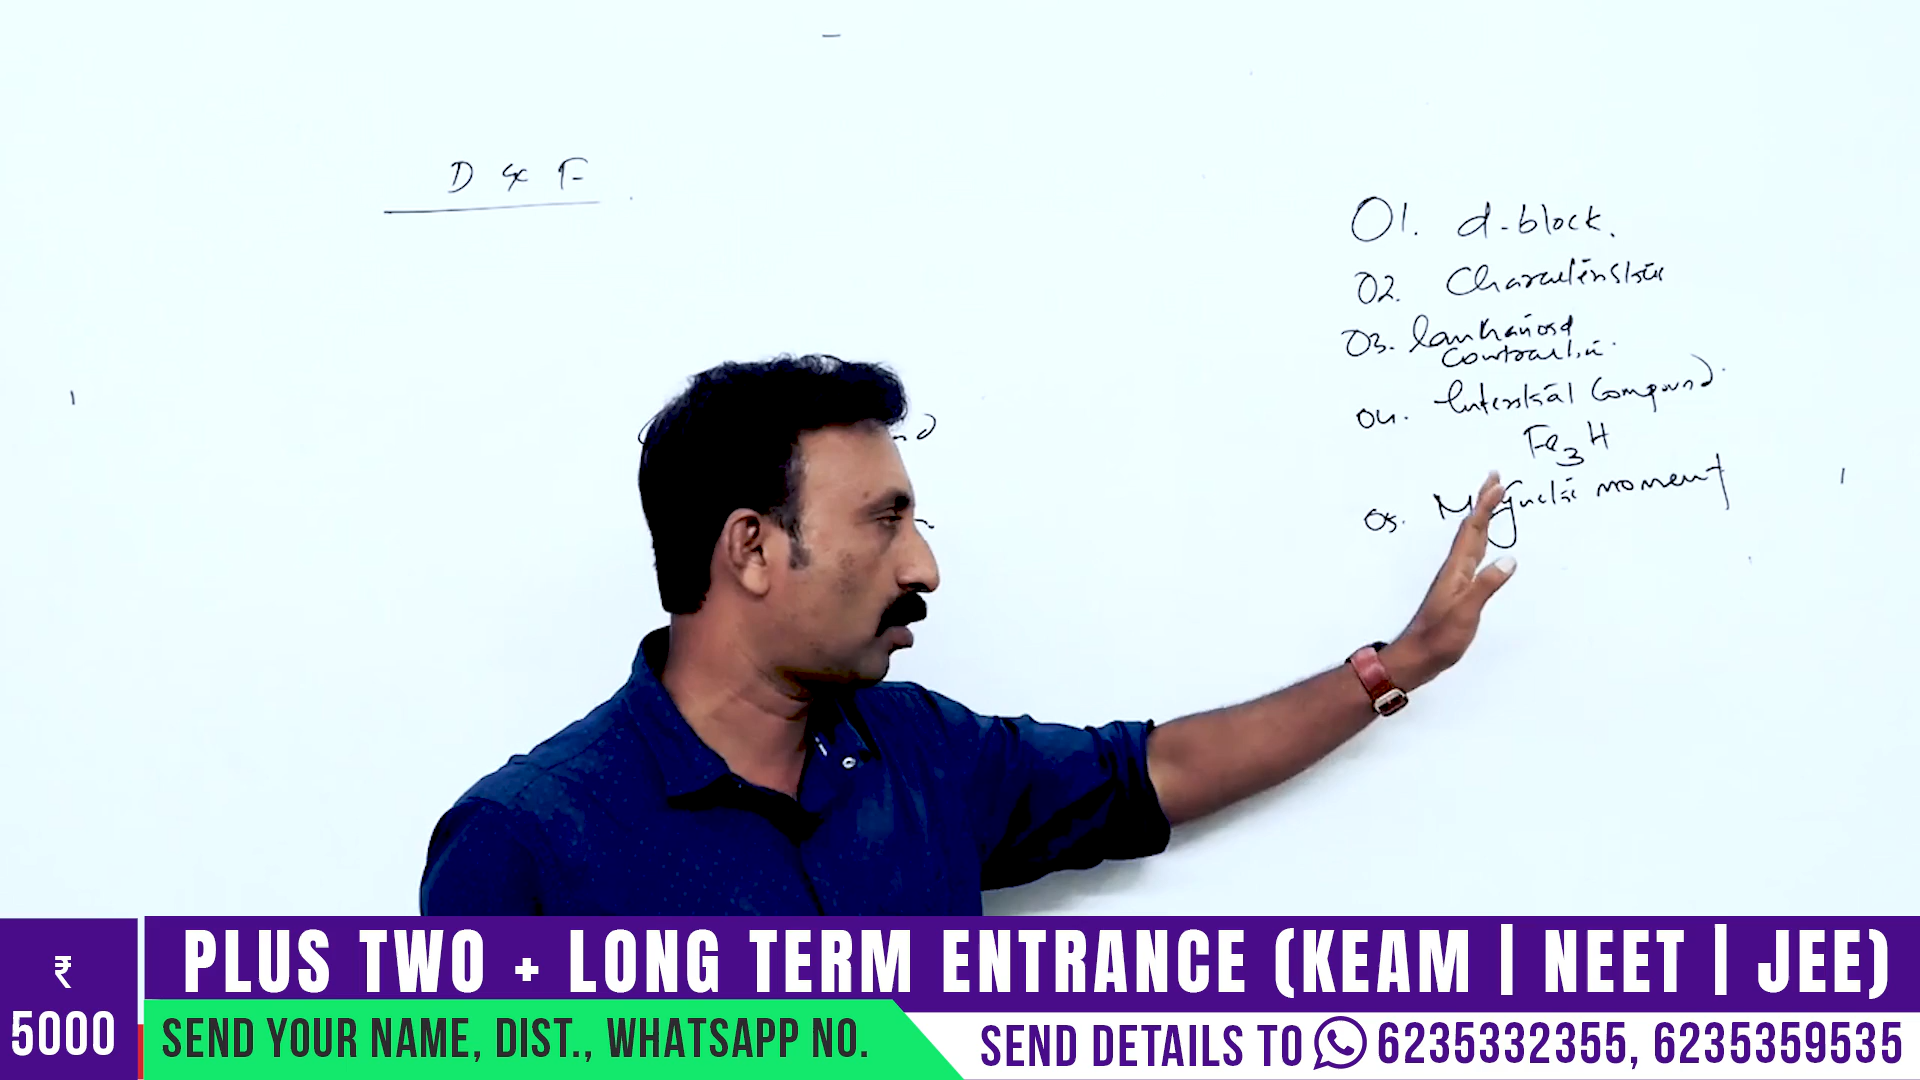 D & F
01. d-block.
02. Characteristics
03. Lanthanoid
contraction.
04. Interstitial Compound.
Fe3H
05. Magnetic moment
₹
5000
PLUS TWO + LONG TERM ENTRANCE (KEAM | NEET | JEE)
SEND YOUR NAME, DIST., WHATSAPP NO.
SEND DETAILS TO 6235332355, 6235359535